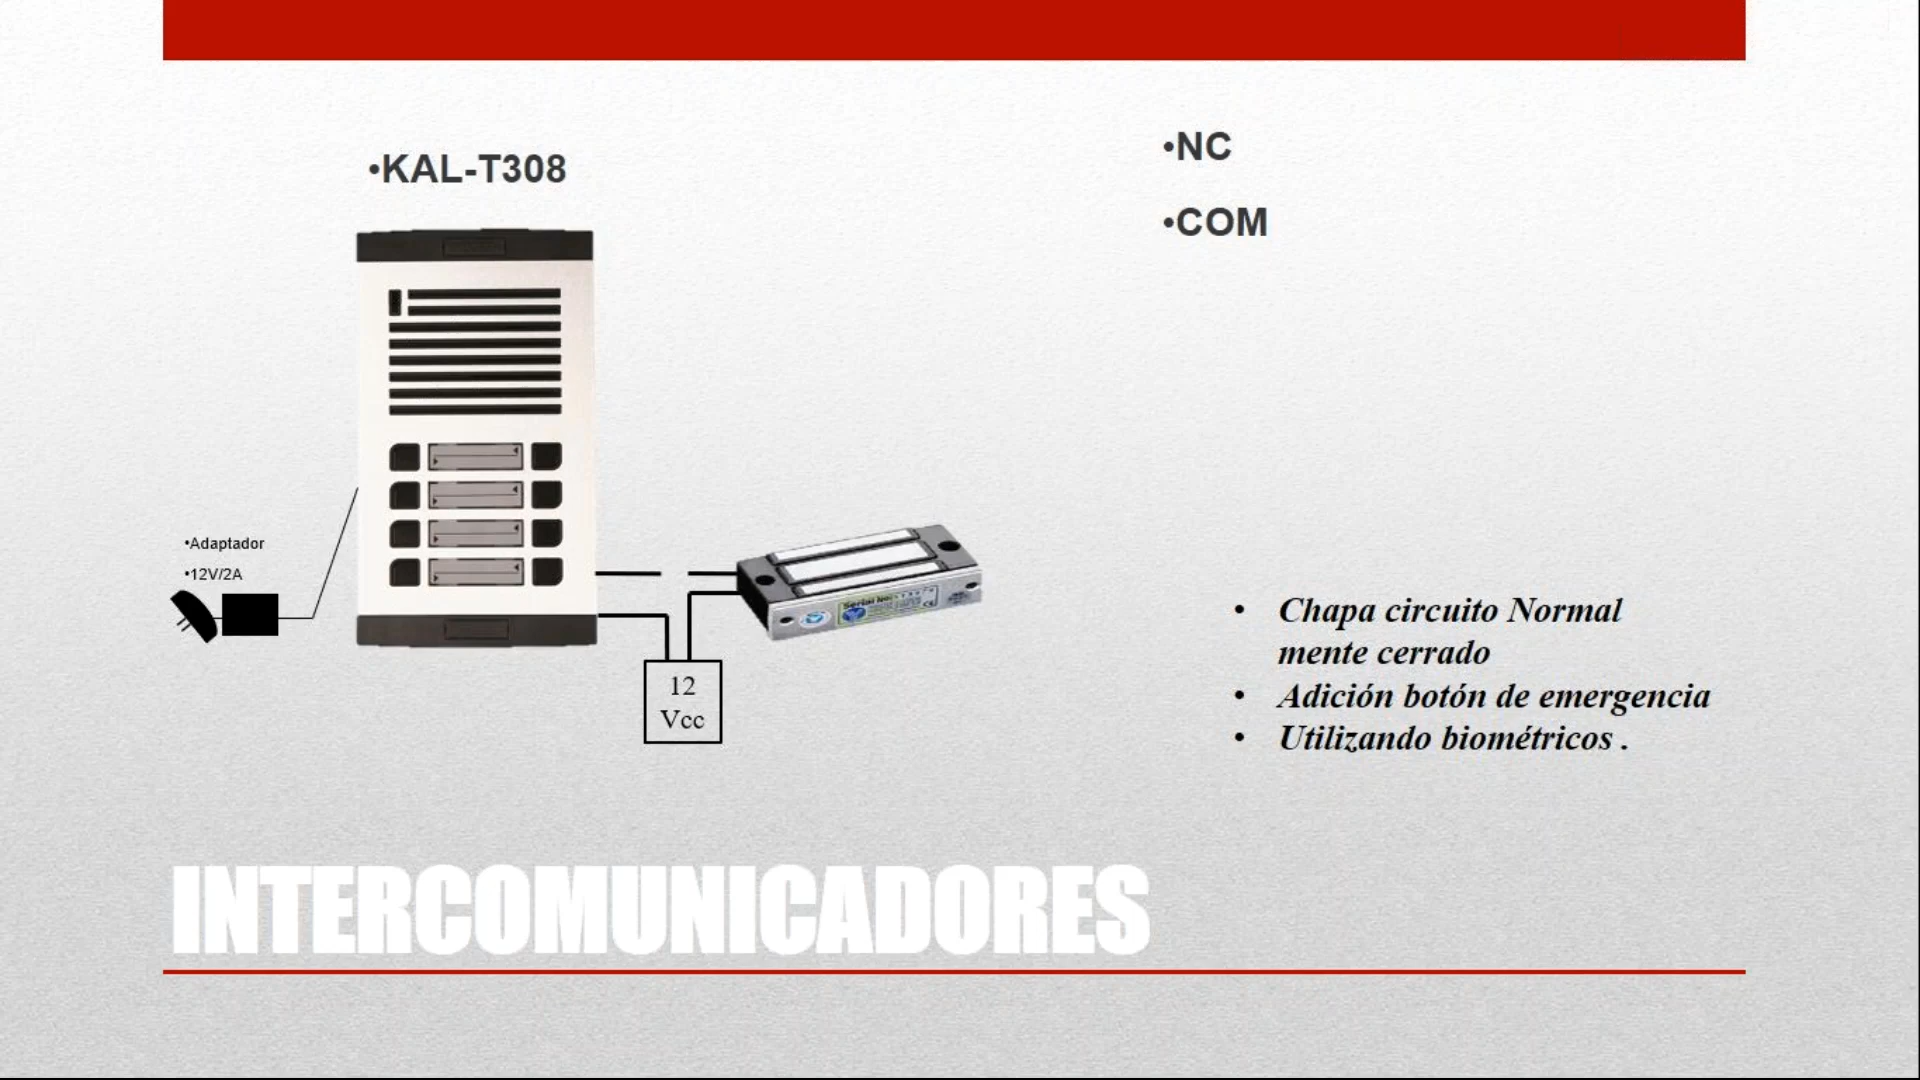 •KAL-T308
•NC
•COM
•Adaptador
•12V/2A
12
Vcc
• Chapa circuito Normal
mente cerrado
• Adición botón de emergencia
• Utilizando biométricos .
INTERCOMUNICADORES